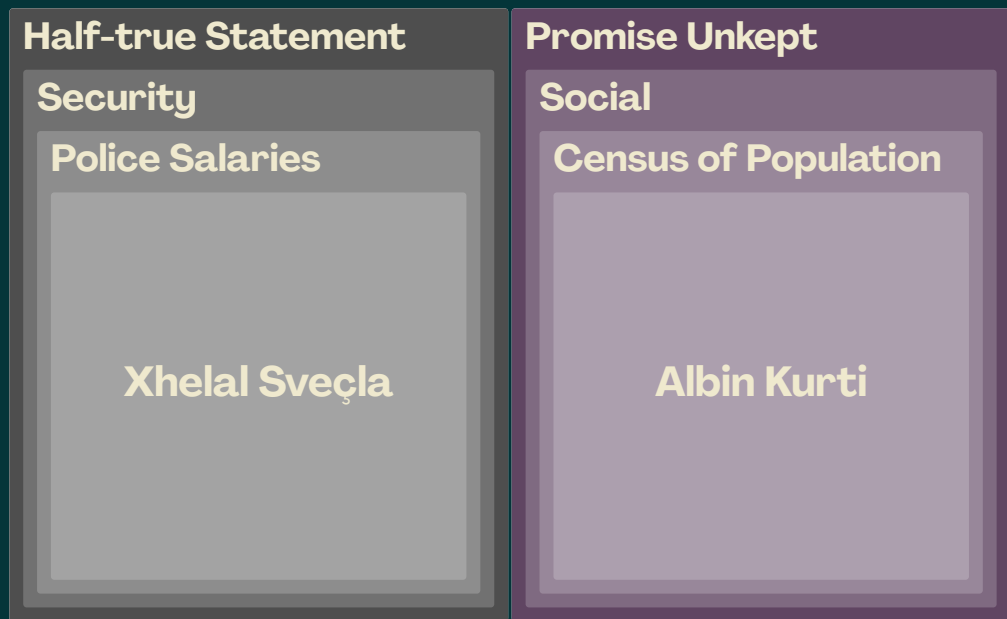 Half-true Statement
Security
Police Salaries
Xhelal Sveçla
Promise Unkept
Social
Census of Population
Albin Kurti